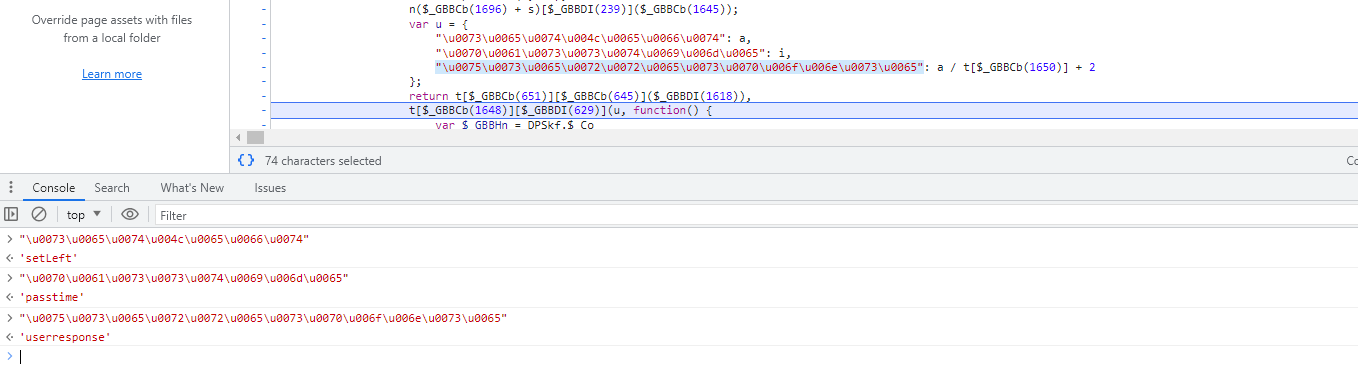 Override page assets with files
from a local folder
Learn more
n($_GBBCb(1696) + s)[$_GBBDI(239)]($_GBBCb(1645));
var u = {
"\u0073\u0065\u0074\u004c\u0065\u0066\u0074": a,
"\u0070\u0061\u0073\u0073\u0074\u0069\u006d\u0065": i,
"\u0075\u0073\u0065\u0072\u0072\u0065\u0073\u0070\u006f\u006e\u0073\u0065": a / t[$_GBBCb(1650)] + 2
};
return t[$_GBBCb(651)][$_GBBCb(645)]($_GBBDI(1618)),
t[$_GBBCb(1648)][$_GBBDI(629)](u, function() {
var $_GBBHn = DPSkf.$_Co
{} 74 characters selected
Co
Console Search What's New Issues
top Filter
> "\u0073\u0065\u0074\u004c\u0065\u0066\u0074"
'setLeft'
> "\u0070\u0061\u0073\u0073\u0074\u0069\u006d\u0065"
'passtime'
> "\u0075\u0073\u0065\u0072\u0072\u0065\u0073\u0070\u006f\u006e\u0073\u0065"
'userresponse'
>